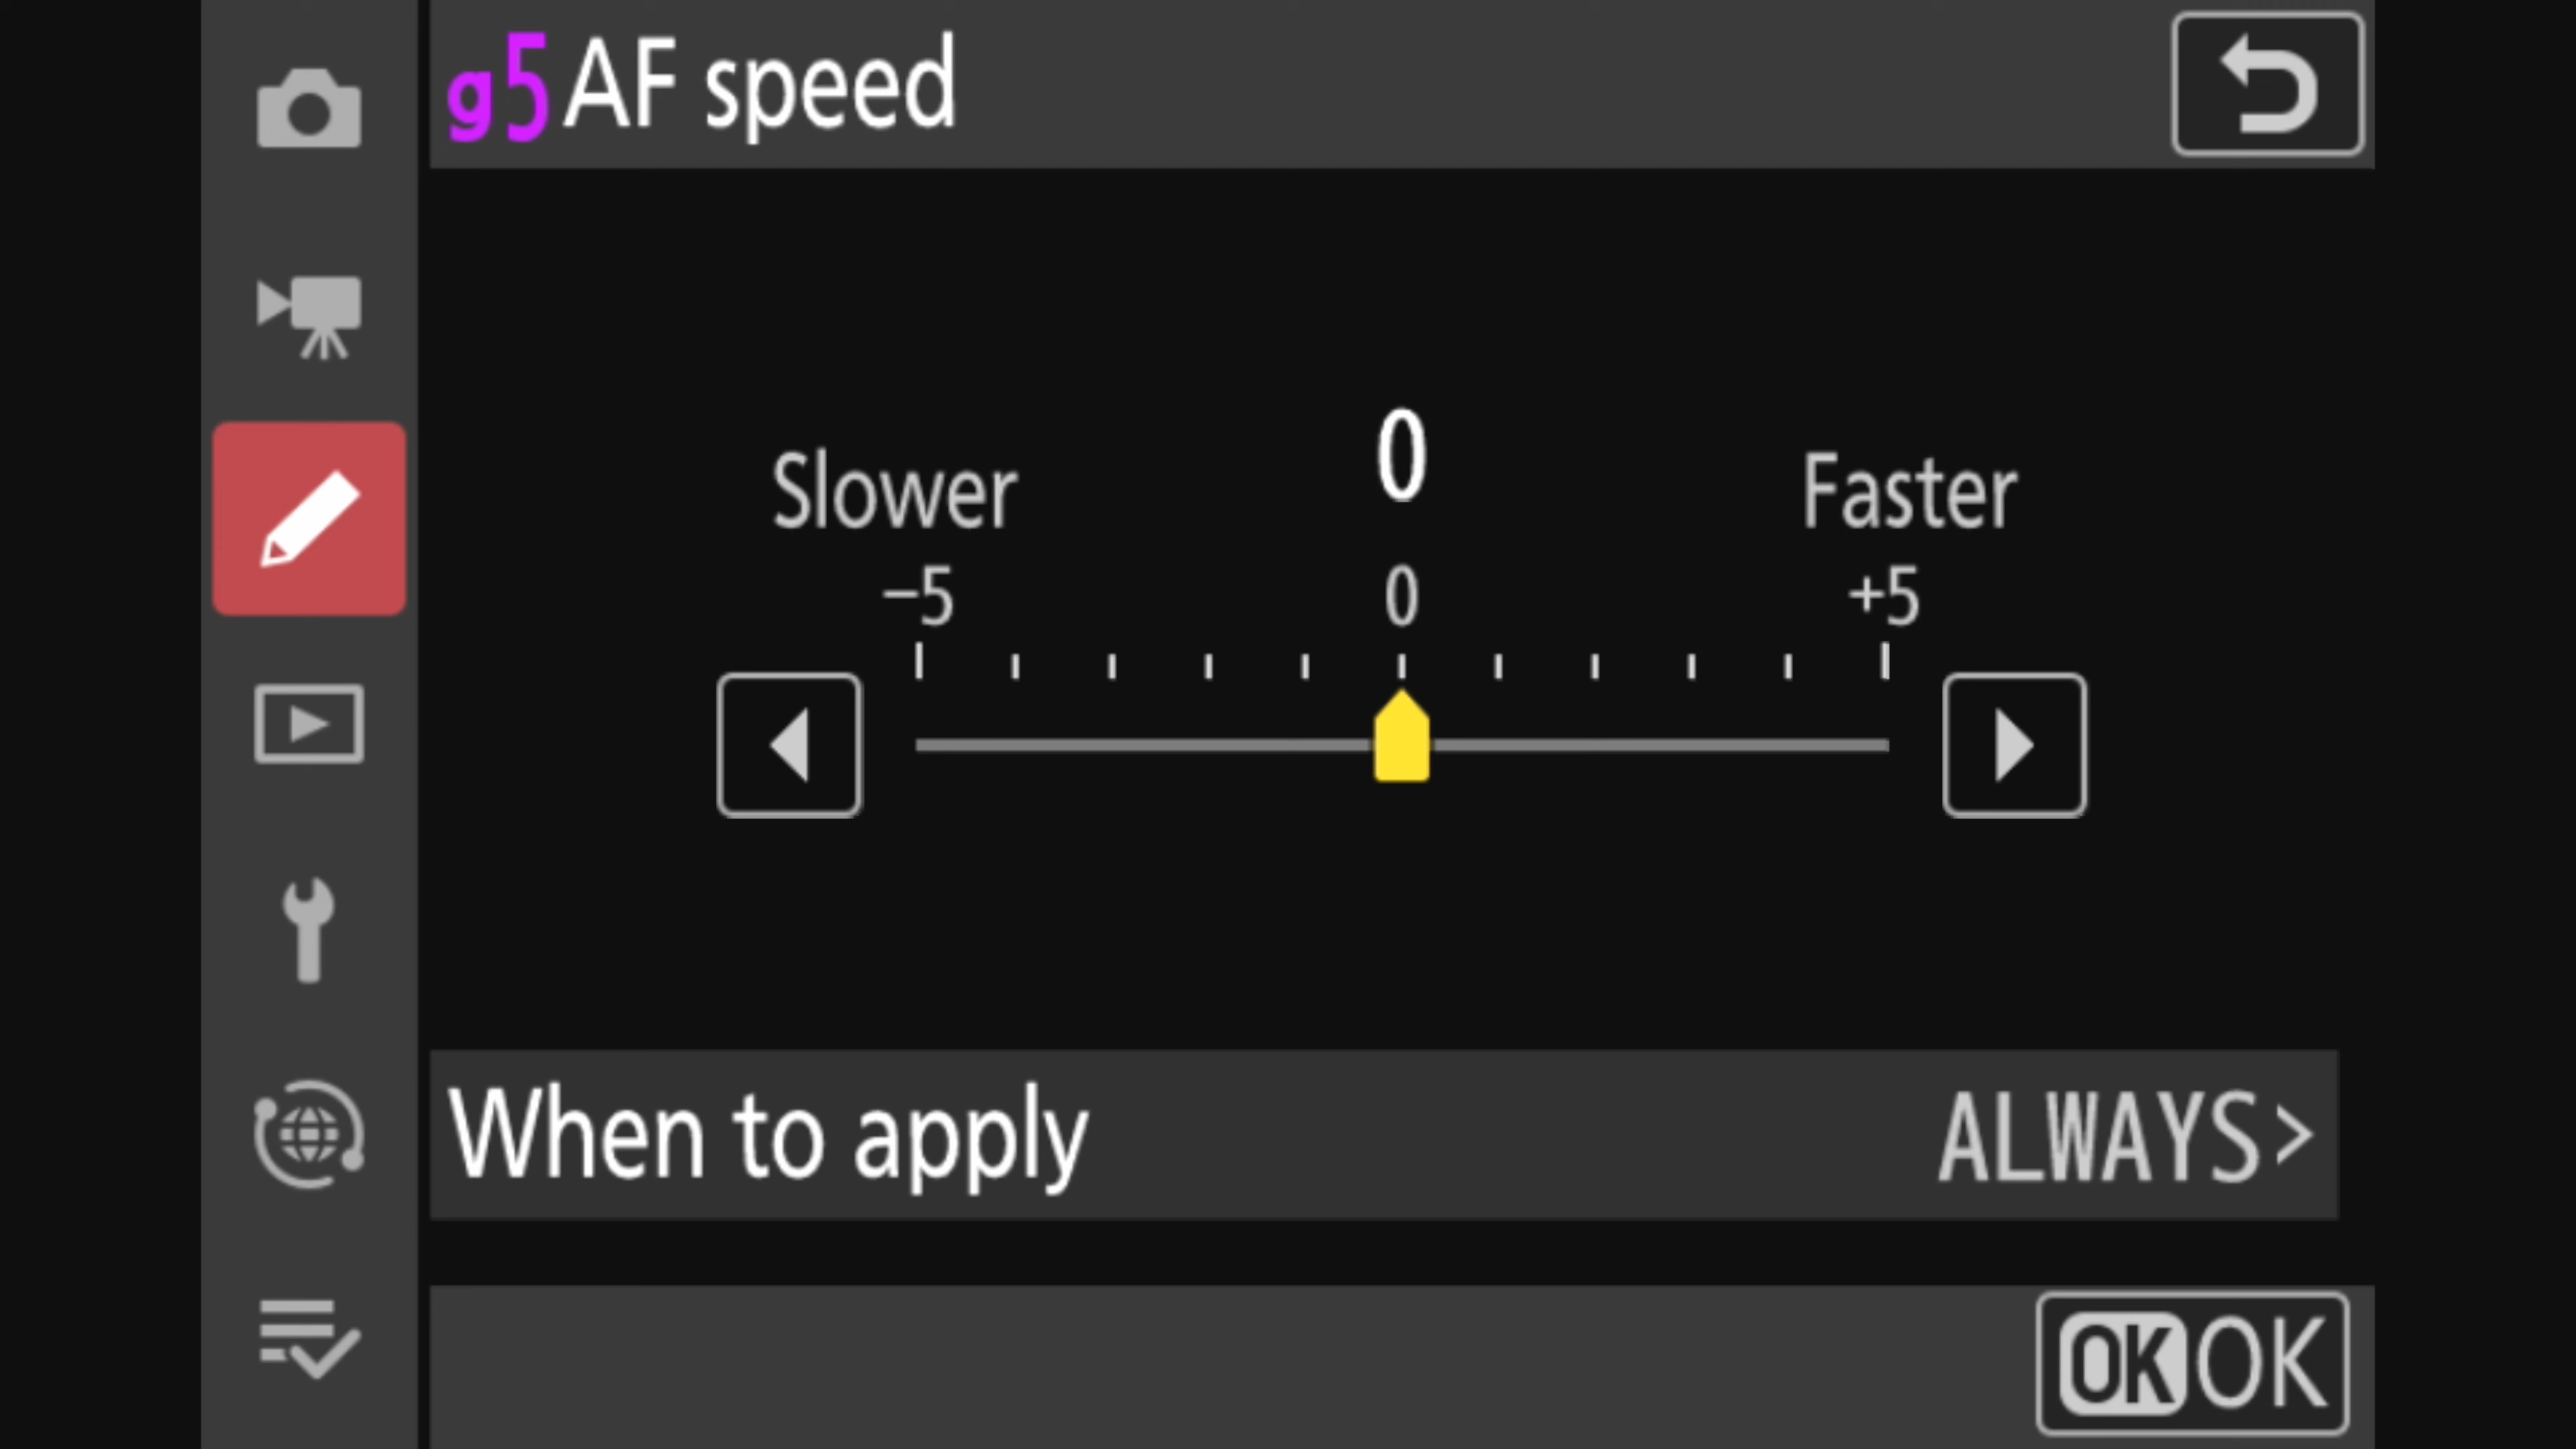 g5 AF speed
0
Slower Faster
−5 0 +5
When to apply ALWAYS>
OK OK